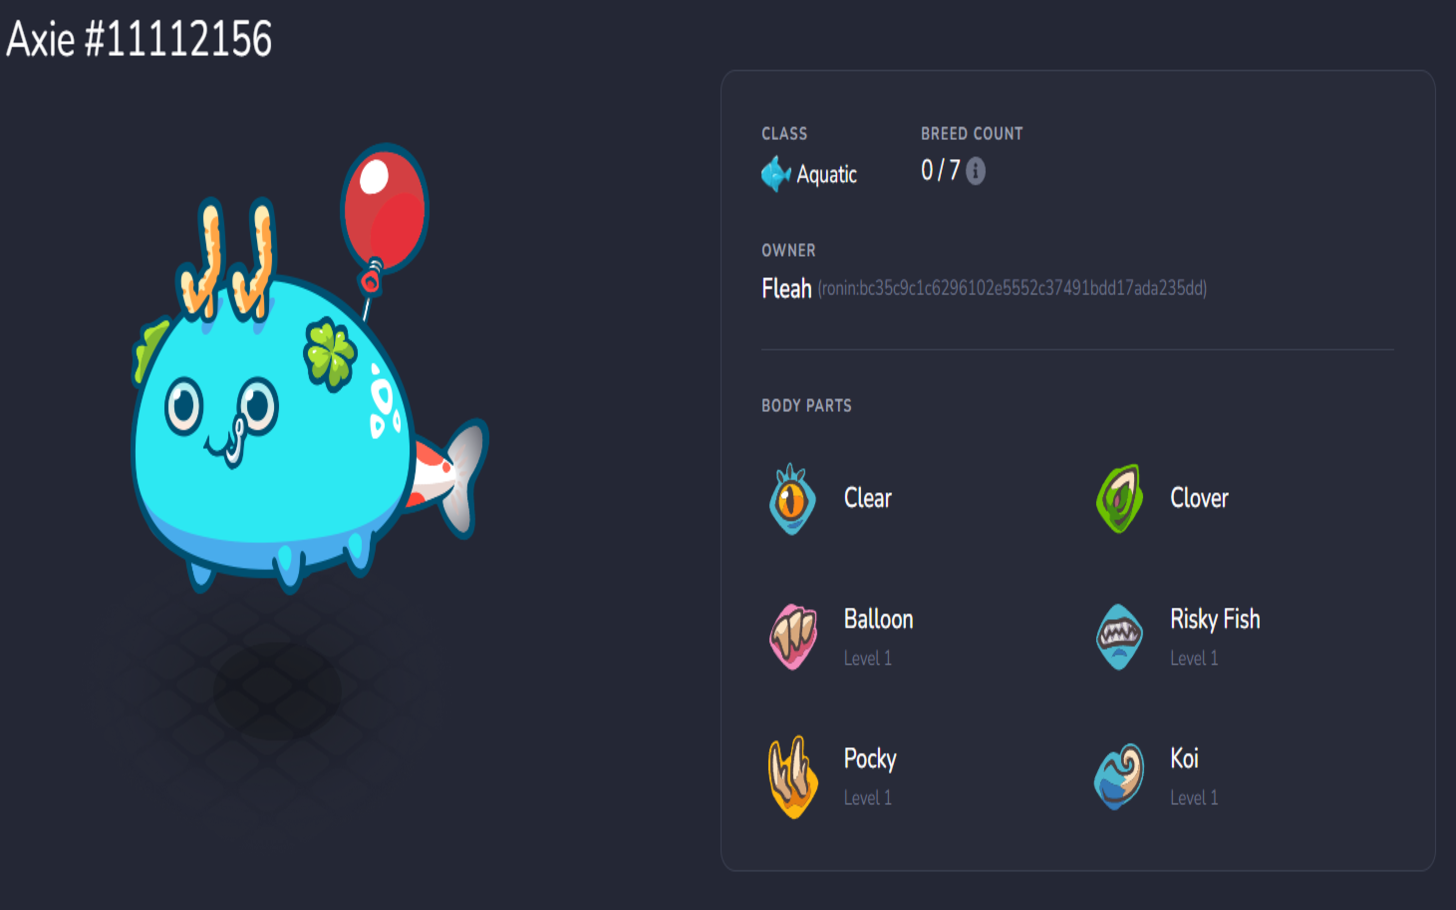 Axie #11112156
CLASS
Aquatic
BREED COUNT
0 / 7
OWNER
Fleah (ronin:bc35c9c1c6296102e5552c37491bdd17ada235dd)
BODY PARTS
Clear
Clover
Balloon
Level 1
Risky Fish
Level 1
Pocky
Level 1
Koi
Level 1